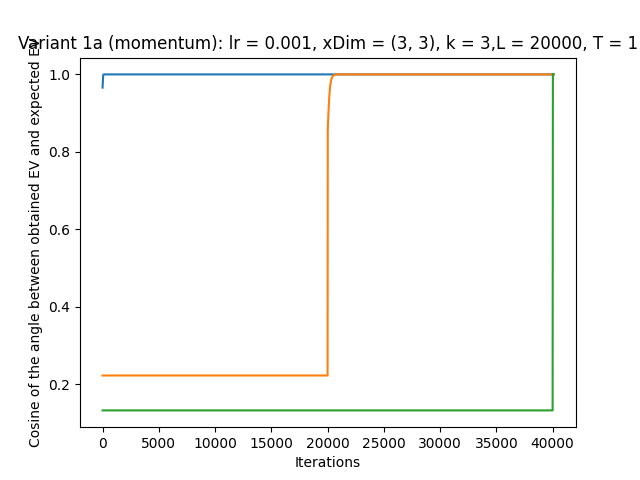 Variant 1a (momentum): lr = 0.001, xDim = (3, 3), k = 3,L = 20000, T = 1
Cosine of the angle between obtained EV and expected EV
1.0
0.8
0.6
0.4
0.2
0 5000 10000 15000 20000 25000 30000 35000 40000
Iterations